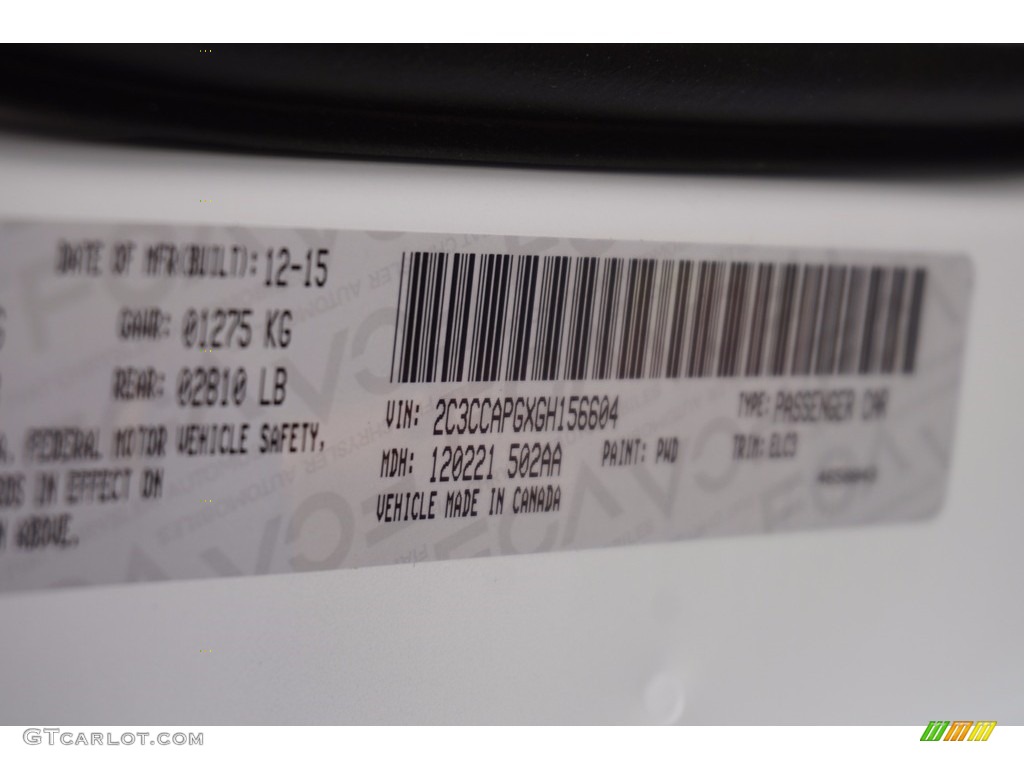 DATE OF MFR(BUILT): 12-15
GAWR: 01275 KG
REAR: 02810 LB
FEDERAL MOTOR VEHICLE SAFETY,
IN EFFECT ON
ABOVE.
VIN: 2C3CCAPGXGH156604
TYPE: PASSENGER CAR
MDH: 120221 502AA
PAINT: PWD
TRIM: ELC3
VEHICLE MADE IN CANADA
GTCARLOT.COM